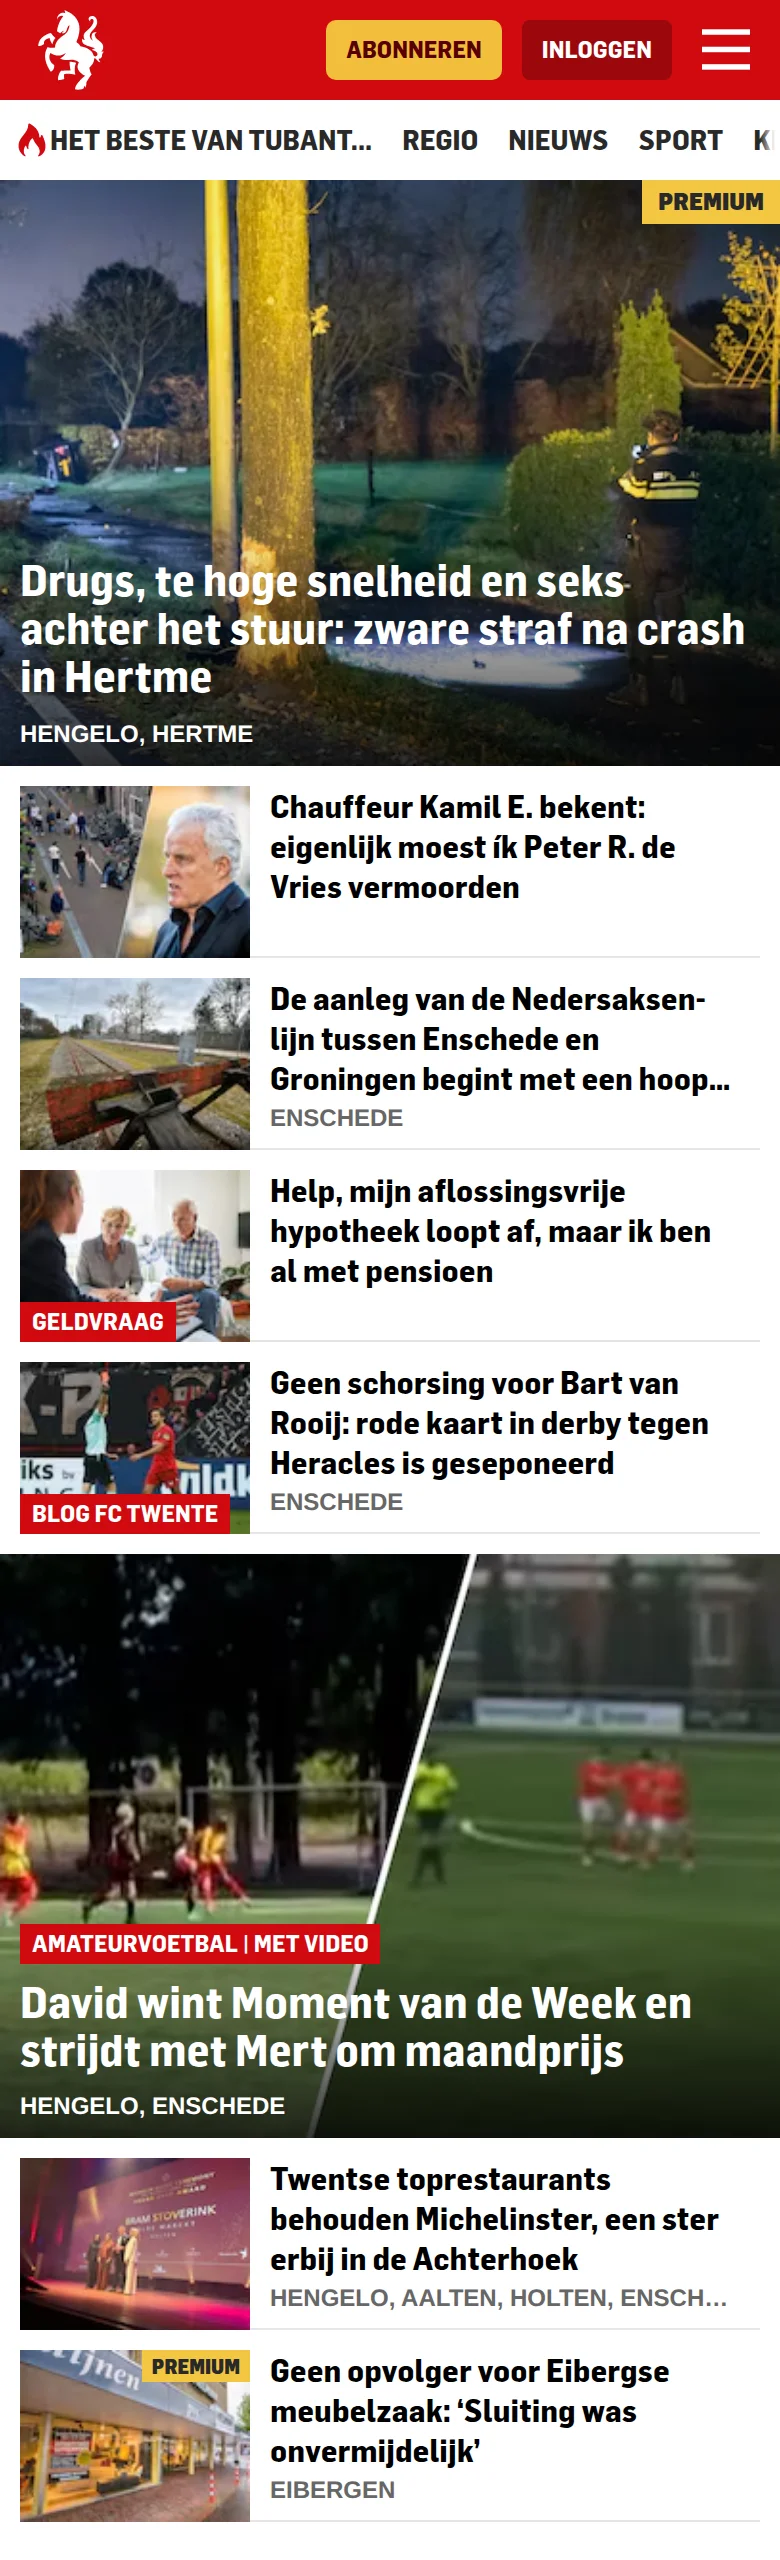 ABONNEREN
INLOGGEN
HET BESTE VAN TUBANT...
REGIO
NIEUWS
SPORT
PREMIUM
Drugs, te hoge snelheid en seks
achter het stuur: zware straf na crash
in Hertme
HENGELO, HERTME
Chauffeur Kamil E. bekent:
eigenlijk moest ík Peter R. de
Vries vermoorden
De aanleg van de Nedersaksen-
lijn tussen Enschede en
Groningen begint met een hoop...
ENSCHEDE
Help, mijn aflossingsvrije
hypotheek loopt af, maar ik ben
al met pensioen
GELDVRAAG
Geen schorsing voor Bart van
Rooij: rode kaart in derby tegen
Heracles is geseponeerd
BLOG FC TWENTE
ENSCHEDE
AMATEURVOETBAL | MET VIDEO
David wint Moment van de Week en
strijdt met Mert om maandprijs
HENGELO, ENSCHEDE
BRAM STOVERINK
Twentse toprestaurants
behouden Michelinster, een ster
erbij in de Achterhoek
HENGELO, AALTEN, HOLTEN, ENSCH...
PREMIUM
Geen opvolger voor Eibergse
meubelzaak: ‘Sluiting was
onvermijdelijk’
EIBERGEN